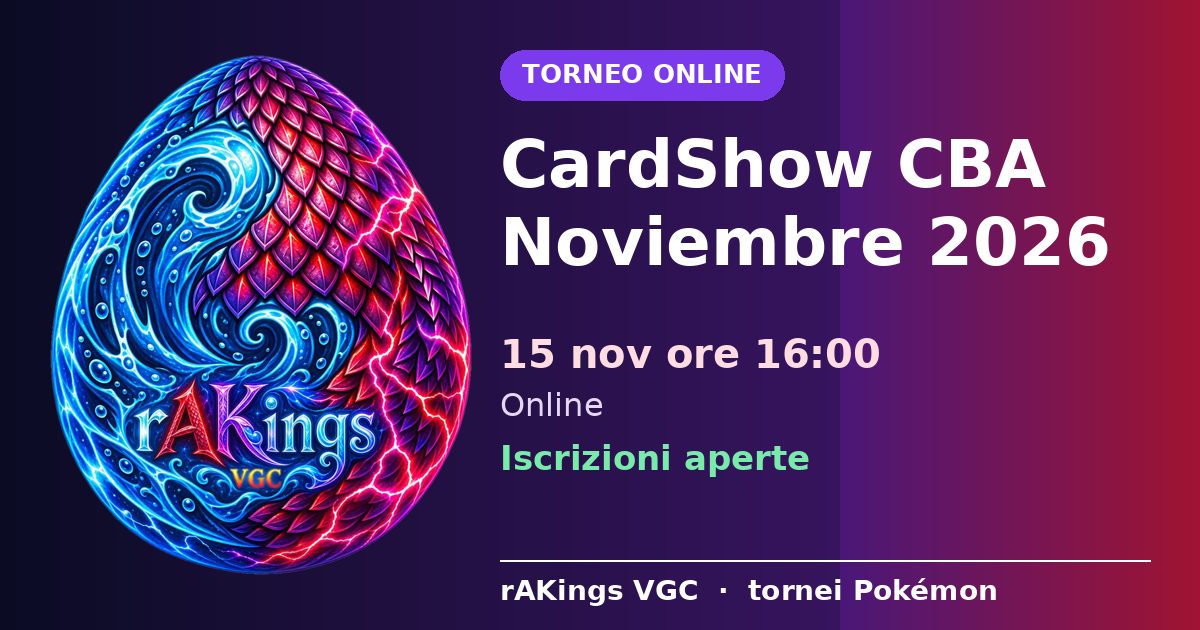 TORNEO ONLINE
CardShow CBA
Noviembre 2026
15 nov ore 16:00
Online
Iscrizioni aperte
rAKings
VGC
rAKings VGC · tornei Pokémon